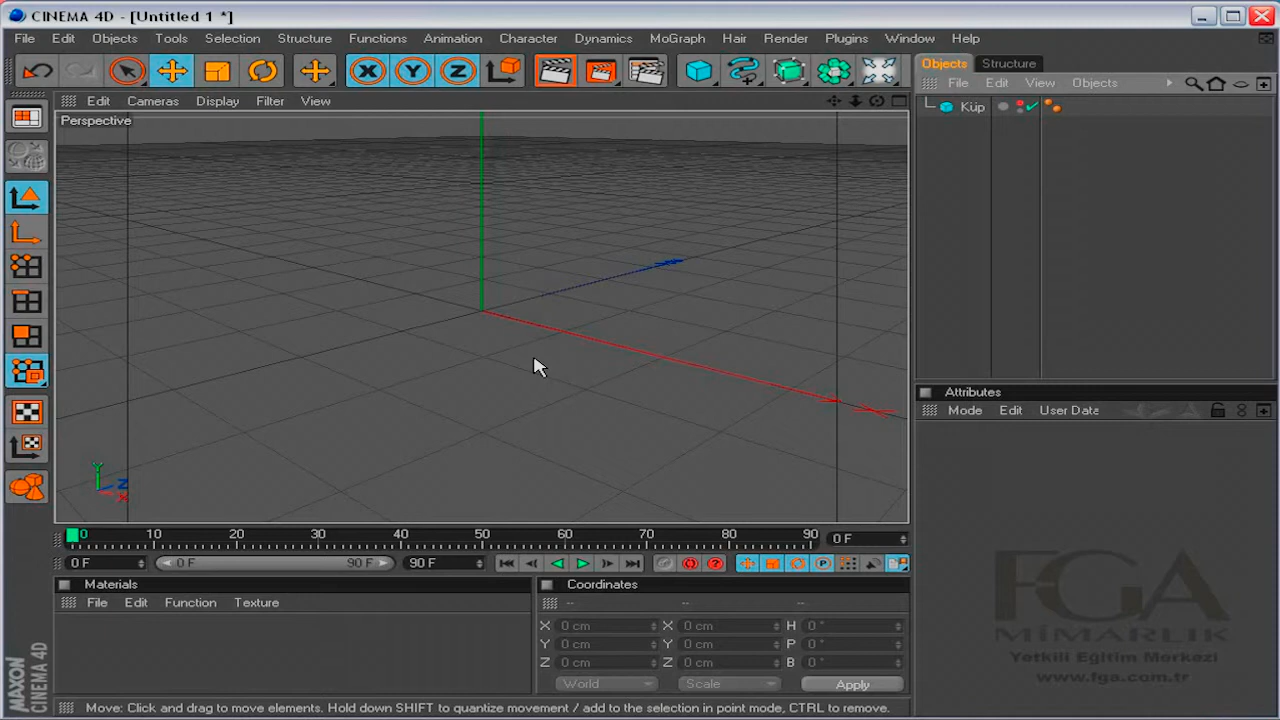 CINEMA 4D - [Untitled 1 *]
File Edit Objects Tools Selection Structure Functions Animation Character Dynamics MoGraph Hair Render Plugins Window Help
X Y Z
Edit Cameras Display Filter View
Perspective
Y
Z
X
Objects Structure
File Edit View Objects
Küp
Attributes
Mode Edit User Data
0 10 20 30 40 50 60 70 80 90 0 F
0 F 0 F 90 F 90 F
Materials
File Edit Function Texture
Coordinates
-- -- --
X 0 cm X 0 cm H 0 °
Y 0 cm Y 0 cm P 0 °
Z 0 cm Z 0 cm B 0 °
World Scale Apply
FGA
MİMARLIK
Yetkili Eğitim Merkezi
www.fga.com.tr
MAXON
CINEMA 4D
Move: Click and drag to move elements. Hold down SHIFT to quantize movement / add to the selection in point mode, CTRL to remove.